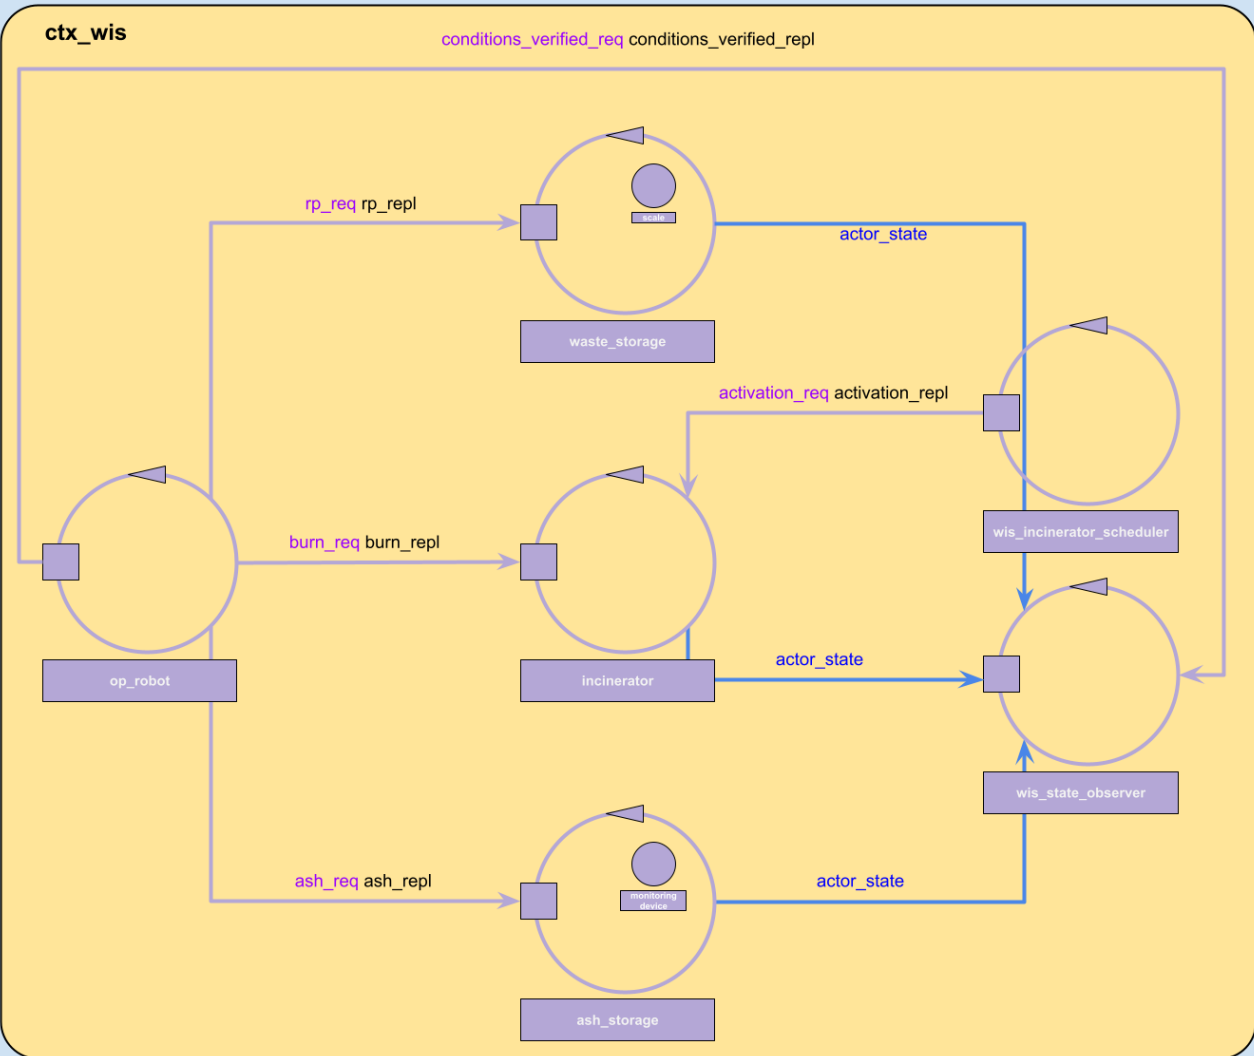 ctx_wis
conditions_verified_req conditions_verified_repl
rp_req rp_repl
scale
actor_state
waste_storage
activation_req activation_repl
wis_incinerator_scheduler
burn_req burn_repl
op_robot
incinerator
actor_state
wis_state_observer
ash_req ash_repl
monitoring
device
actor_state
ash_storage